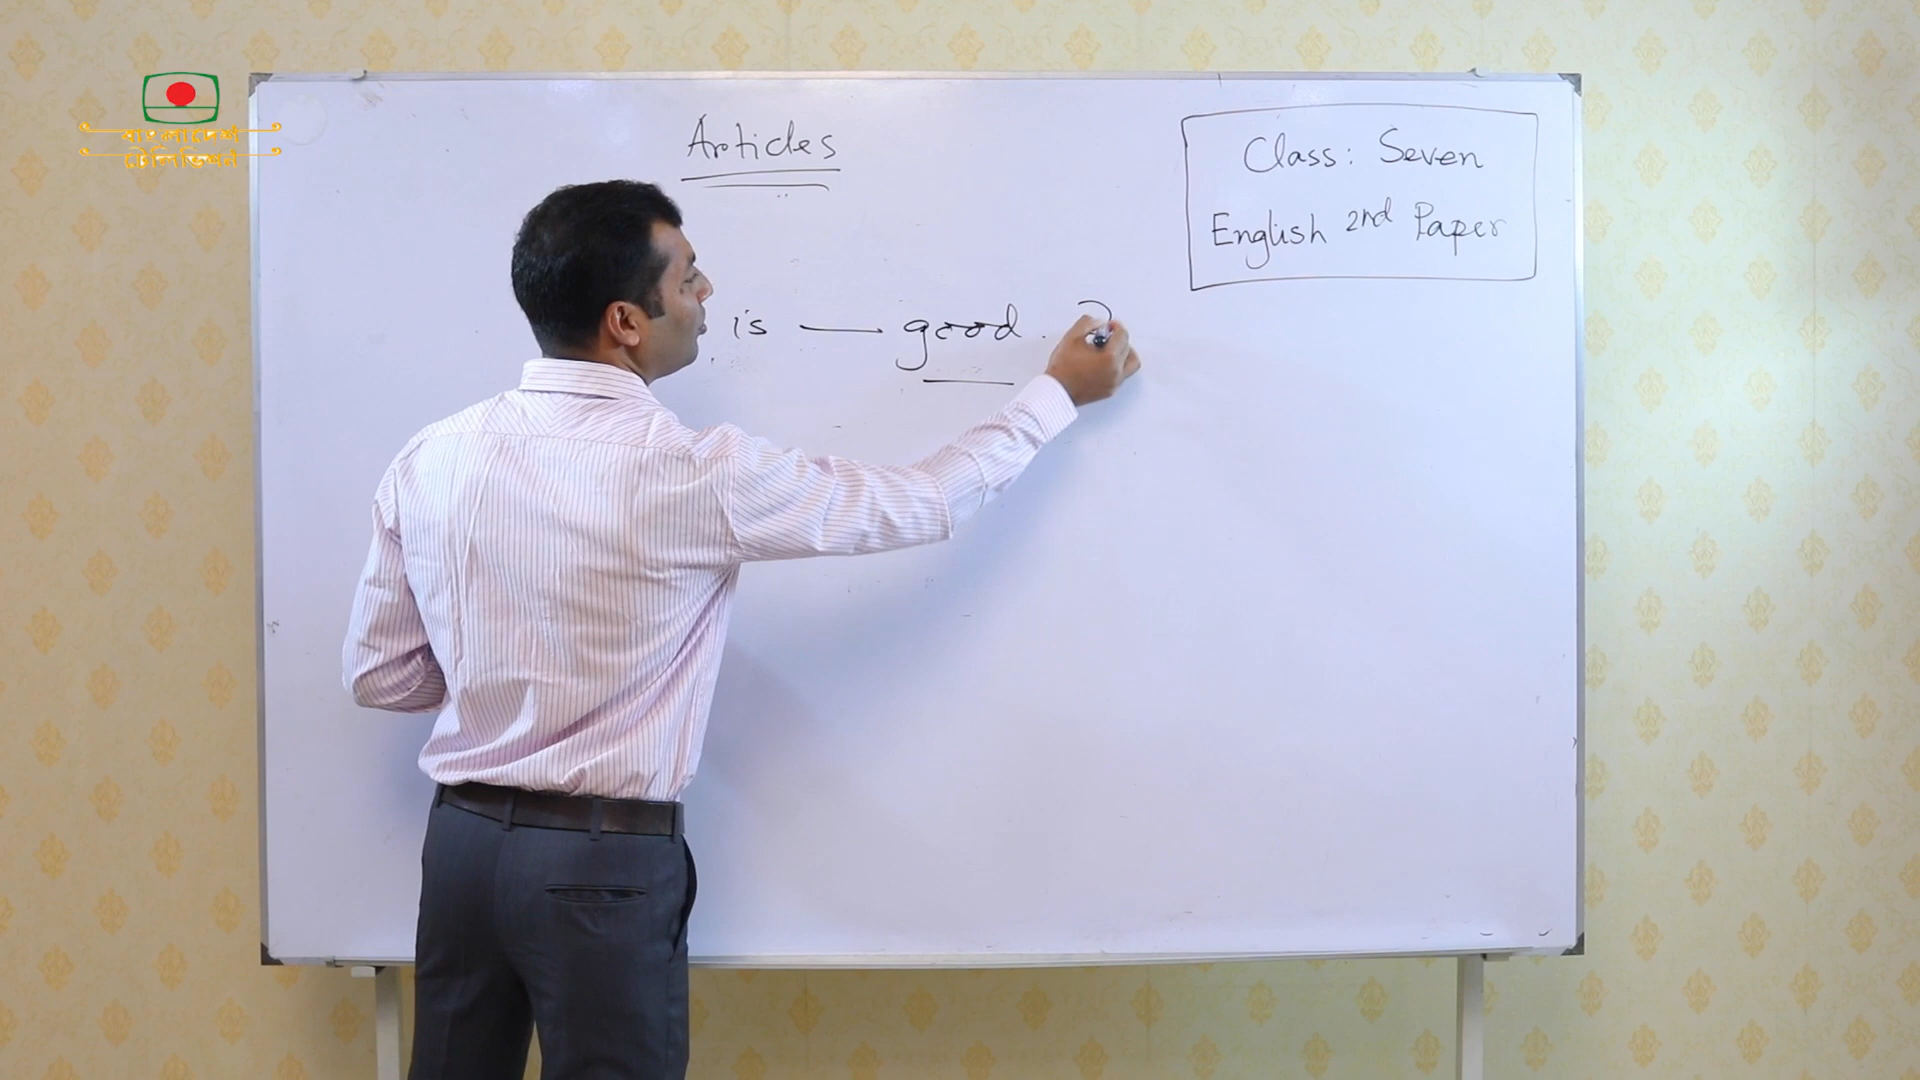 বাংলাদেশ
টেলিভিশন
Articles
Class: Seven
English 2nd Paper
is — good.